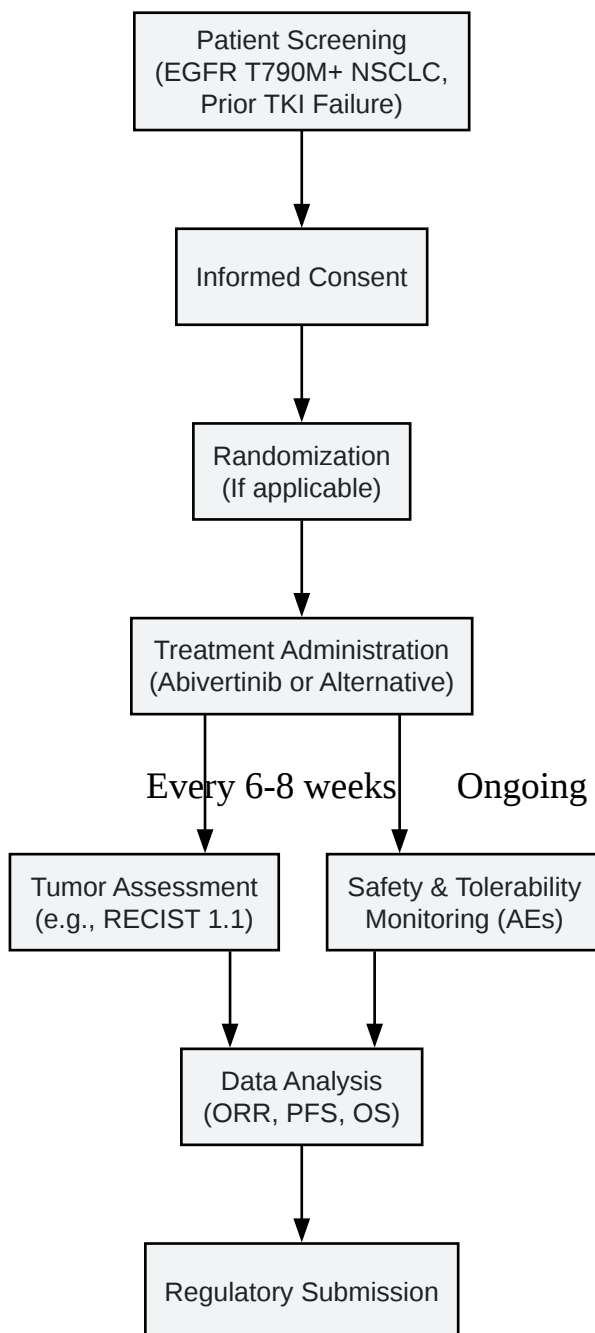 Patient Screening
(EGFR T790M+ NSCLC,
Prior TKI Failure)
Informed Consent
Randomization
(If applicable)
Treatment Administration
(Abivertinib or Alternative)
Every 6-8 weeks
Ongoing
Tumor Assessment
(e.g., RECIST 1.1)
Safety & Tolerability
Monitoring (AEs)
Data Analysis
(ORR, PFS, OS)
Regulatory Submission